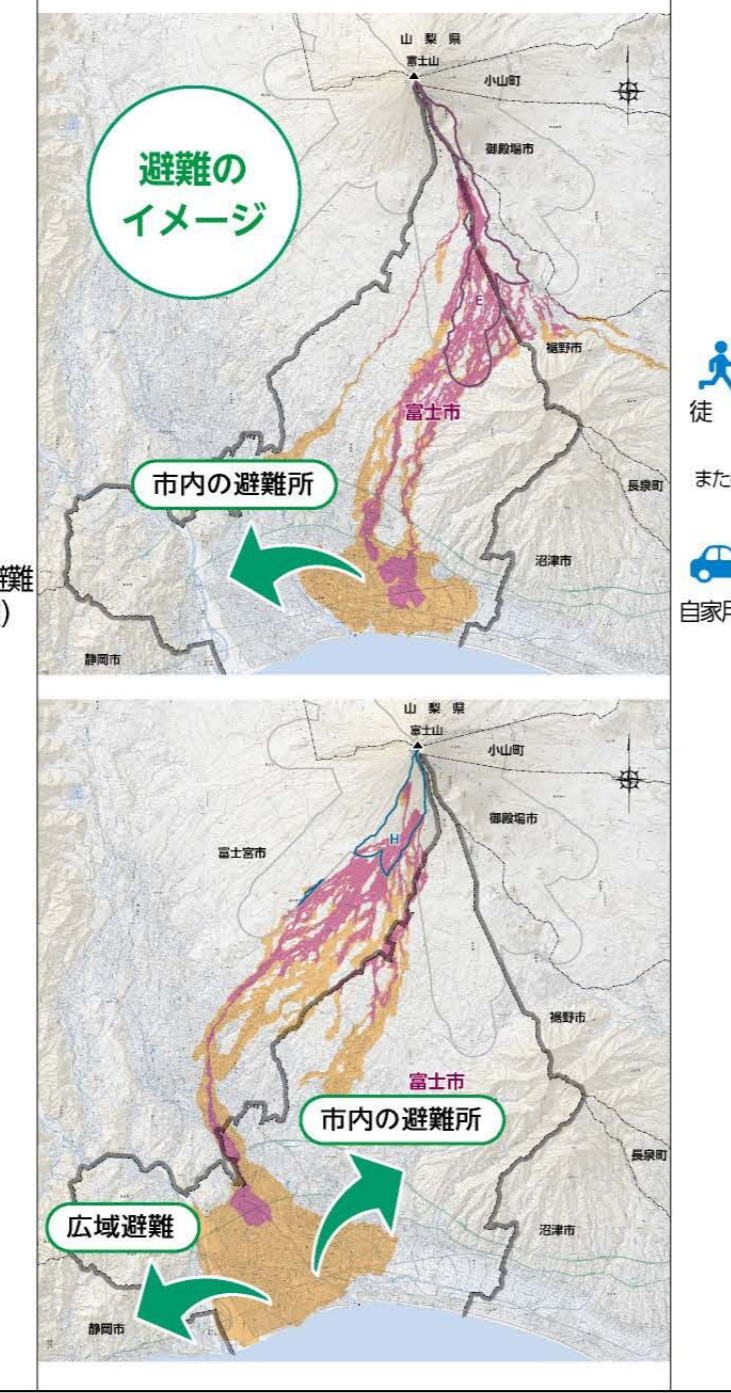 山梨県
富士山
小山町
避難の
イメージ
御殿場市
E
裾野市
富士市
徒
市内の避難所
長泉町
沼津市
避難
)
自家
静岡市
山梨県
富士山
小山町
御殿場市
H
富士宮市
裾野市
富士市
市内の避難所
長泉町
広域避難
沼津市
静岡市